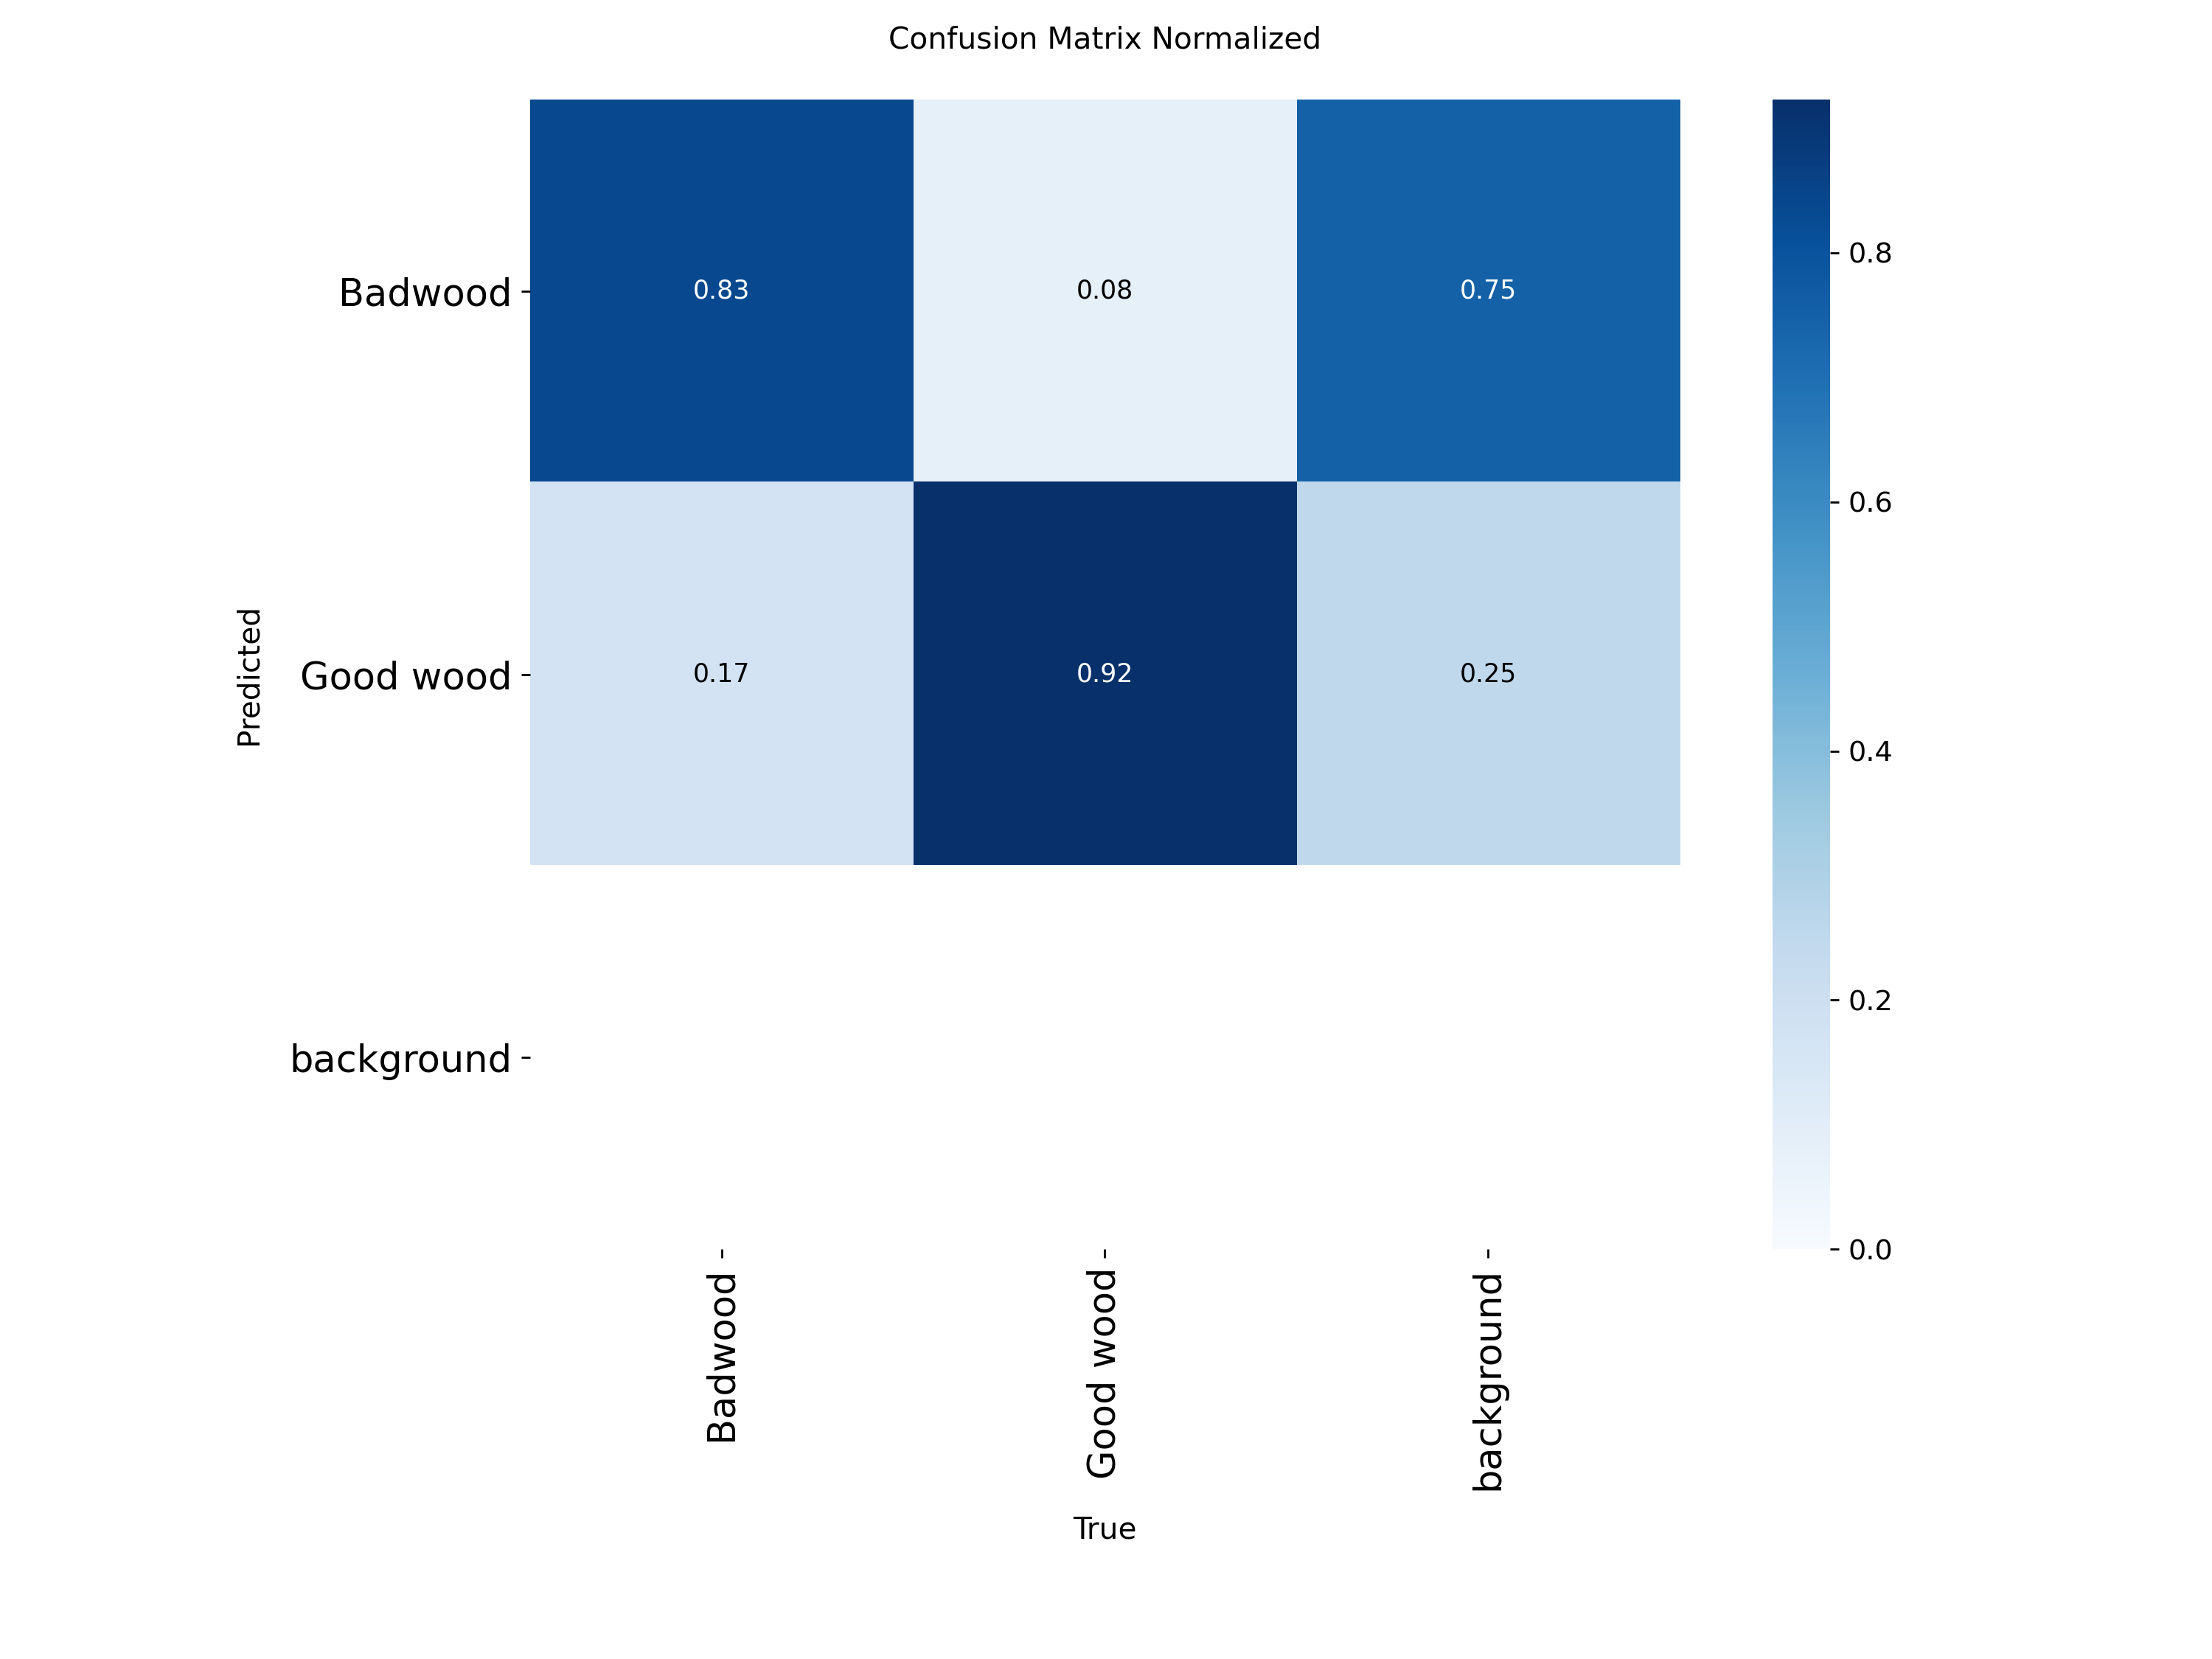 Confusion Matrix Normalized
Badwood
0.83
0.08
0.75
Good wood
0.17
0.92
0.25
background
Predicted
Badwood
Good wood
background
True
0.8
0.6
0.4
0.2
0.0